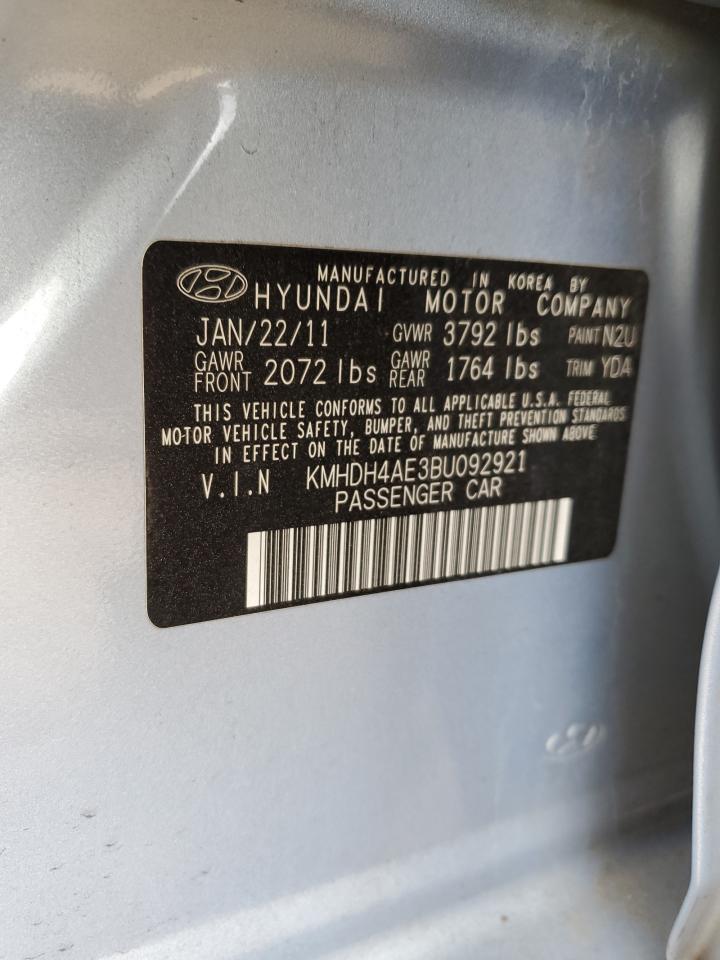 MANUFACTURED IN KOREA BY
HYUNDAI MOTOR COMPANY
JAN/22/11 GVWR 3792 lbs PAINT N2U
GAWR FRONT 2072 lbs GAWR REAR 1764 lbs TRIM YDA
THIS VEHICLE CONFORMS TO ALL APPLICABLE U.S.A. FEDERAL
MOTOR VEHICLE SAFETY, BUMPER, AND THEFT PREVENTION STANDARDS
IN EFFECT ON THE DATE OF MANUFACTURE SHOWN ABOVE
V.I.N KMHDH4AE3BU092921
PASSENGER CAR